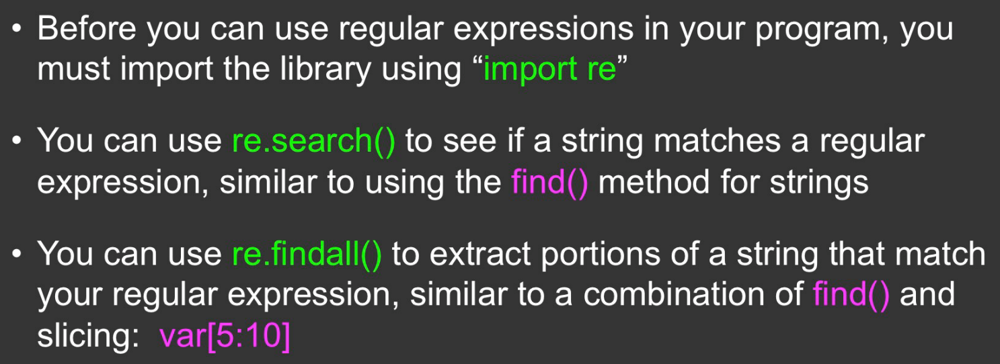 • Before you can use regular expressions in your program, you
must import the library using “import re”
• You can use re.search() to see if a string matches a regular
expression, similar to using the find() method for strings
• You can use re.findall() to extract portions of a string that match
your regular expression, similar to a combination of find() and
slicing: var[5:10]